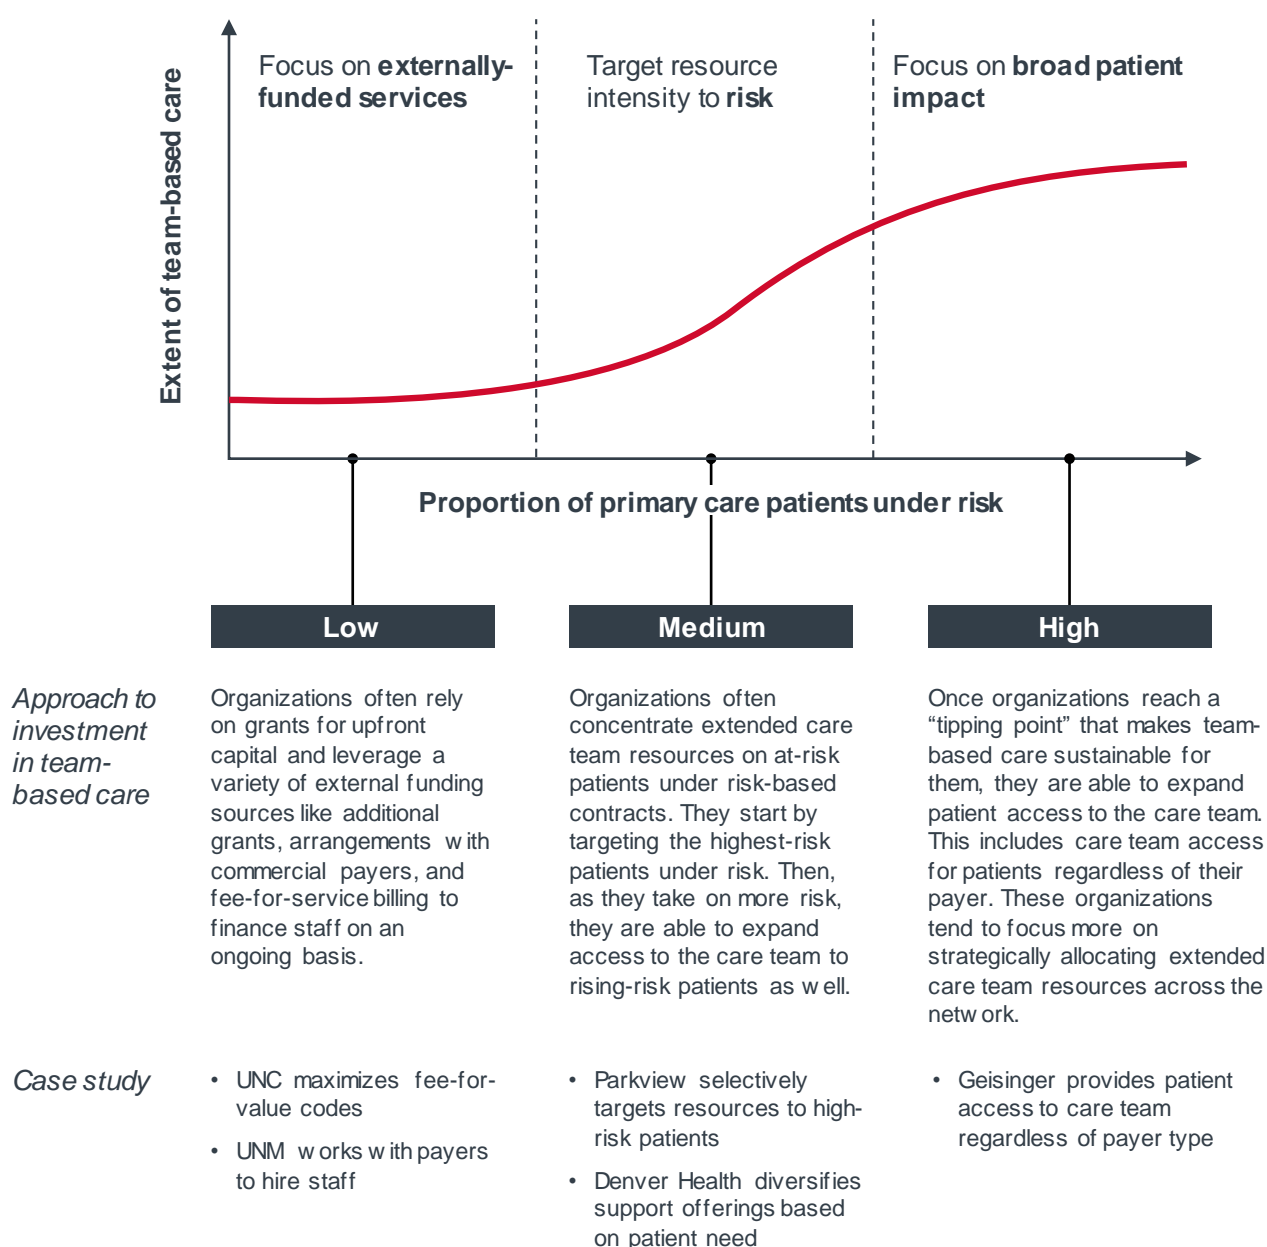 Extent of team-based care
Focus on externally-
funded services
Target resource
intensity to risk
Focus on broad patient
impact
Proportion of primary care patients under risk
Low
Medium
High
Approach to
investment
in team-
based care
Organizations often rely
on grants for upfront
capital and leverage a
variety of external funding
sources like additional
grants, arrangements with
commercial payers, and
fee-for-service billing to
finance staff on an
ongoing basis.
Organizations often
concentrate extended care
team resources on at-risk
patients under risk-based
contracts. They start by
targeting the highest-risk
patients under risk. Then,
as they take on more risk,
they are able to expand
access to the care team to
rising-risk patients as well.
Once organizations reach a
“tipping point” that makes team-
based care sustainable for
them, they are able to expand
patient access to the care team.
This includes care team access
for patients regardless of their
payer. These organizations
tend to focus more on
strategically allocating extended
care team resources across the
network.
Case study
• UNC maximizes fee-for-
value codes
• UNM works with payers
to hire staff
• Parkview selectively
targets resources to high-
risk patients
• Denver Health diversifies
support offerings based
on patient need
• Geisinger provides patient
access to care team
regardless of payer type